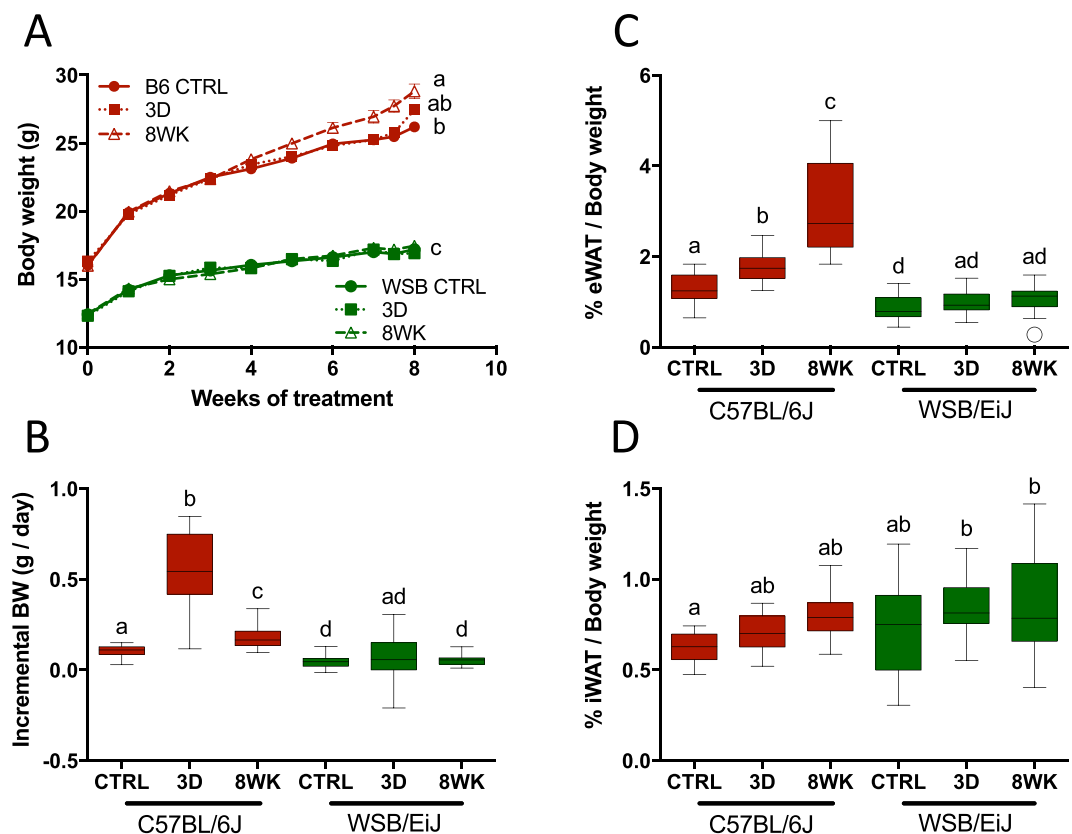 A
Body weight (g)
30
25
20
15
10
B6 CTRL
3D
8WK
a
ab
b
c
WSB CTRL
3D
8WK
0 2 4 6 8 10
Weeks of treatment
B
Incremental BW (g / day)
1.0
0.5
0.0
-0.5
a
b
c
d
ad
d
CTRL 3D 8WK CTRL 3D 8WK
C57BL/6J WSB/EiJ
C
% eWAT / Body weight
6
4
2
0
a
b
c
d
ad
ad
CTRL 3D 8WK CTRL 3D 8WK
C57BL/6J WSB/EiJ
D
% iWAT / Body weight
1.5
1.0
0.5
0.0
a
ab
ab
ab
b
b
CTRL 3D 8WK CTRL 3D 8WK
C57BL/6J WSB/EiJ